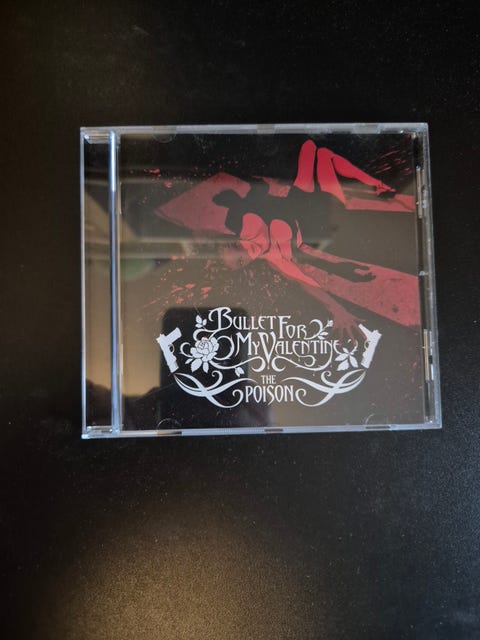 BULLET FOR
MY VALENTINE
THE
POISON